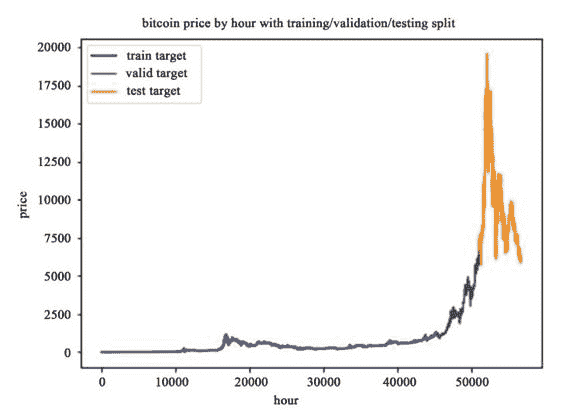 bitcoin price by hour with training/validation/testing split
train target
valid target
test target
20000
17500
15000
12500
10000
7500
5000
2500
0
price
0 10000 20000 30000 40000 50000
hour